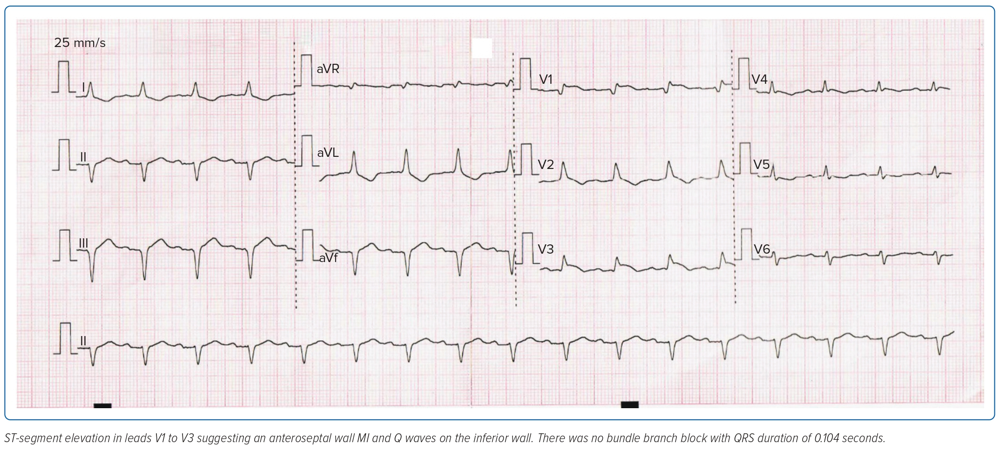 25 mm/s
I
aVR
V1
V4
II
aVL
V2
V5
III
aVf
V3
V6
II
ST-segment elevation in leads V1 to V3 suggesting an anteroseptal wall MI and Q waves on the inferior wall. There was no bundle branch block with QRS duration of 0.104 seconds.